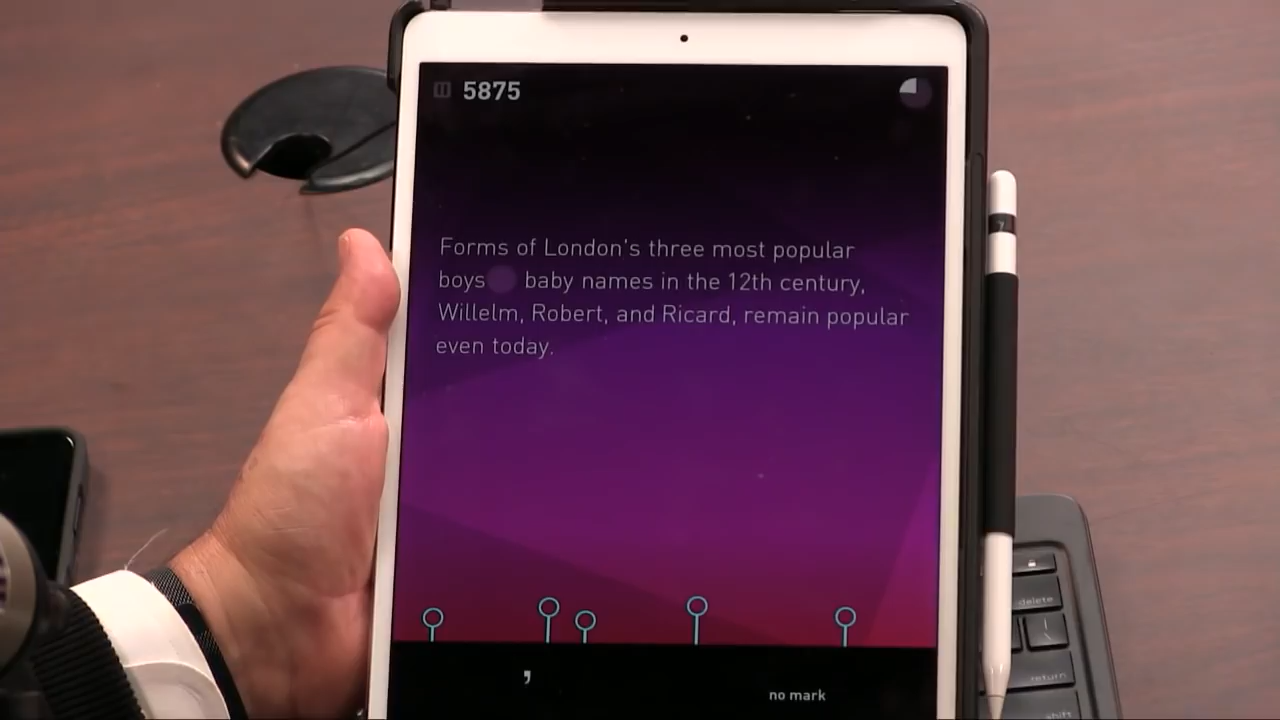 5875
Forms of London's three most popular
boys baby names in the 12th century,
Willelm, Robert, and Ricard, remain popular
even today.
,
no mark
delete
return
shift